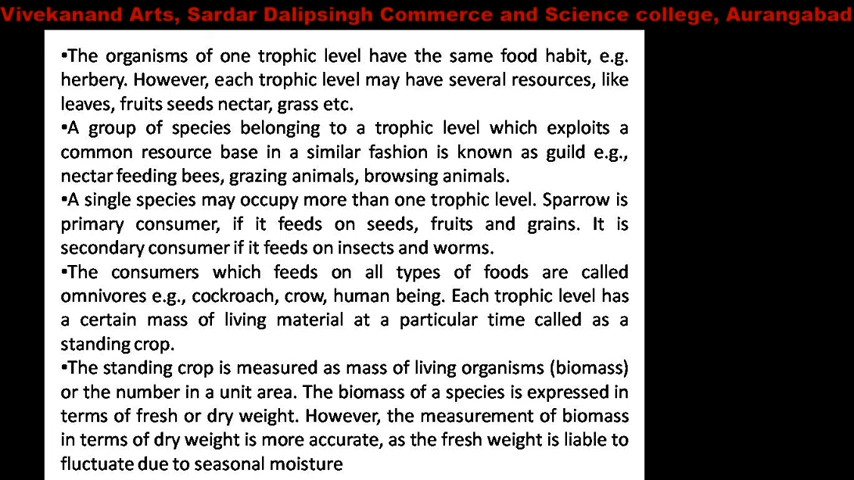 Vivekanand Arts, Sardar Dalipsingh Commerce and Science college, Aurangabad
▪The organisms of one trophic level have the same food habit, e.g.
herbery. However, each trophic level may have several resources, like
leaves, fruits seeds nectar, grass etc.
▪A group of species belonging to a trophic level which exploits a
common resource base in a similar fashion is known as guild e.g.,
nectar feeding bees, grazing animals, browsing animals.
▪A single species may occupy more than one trophic level. Sparrow is
primary consumer, if it feeds on seeds, fruits and grains. It is
secondary consumer if it feeds on insects and worms.
▪The consumers which feeds on all types of foods are called
omnivores e.g., cockroach, crow, human being. Each trophic level has
a certain mass of living material at a particular time called as a
standing crop.
▪The standing crop is measured as mass of living organisms (biomass)
or the number in a unit area. The biomass of a species is expressed in
terms of fresh or dry weight. However, the measurement of biomass
in terms of dry weight is more accurate, as the fresh weight is liable to
fluctuate due to seasonal moisture